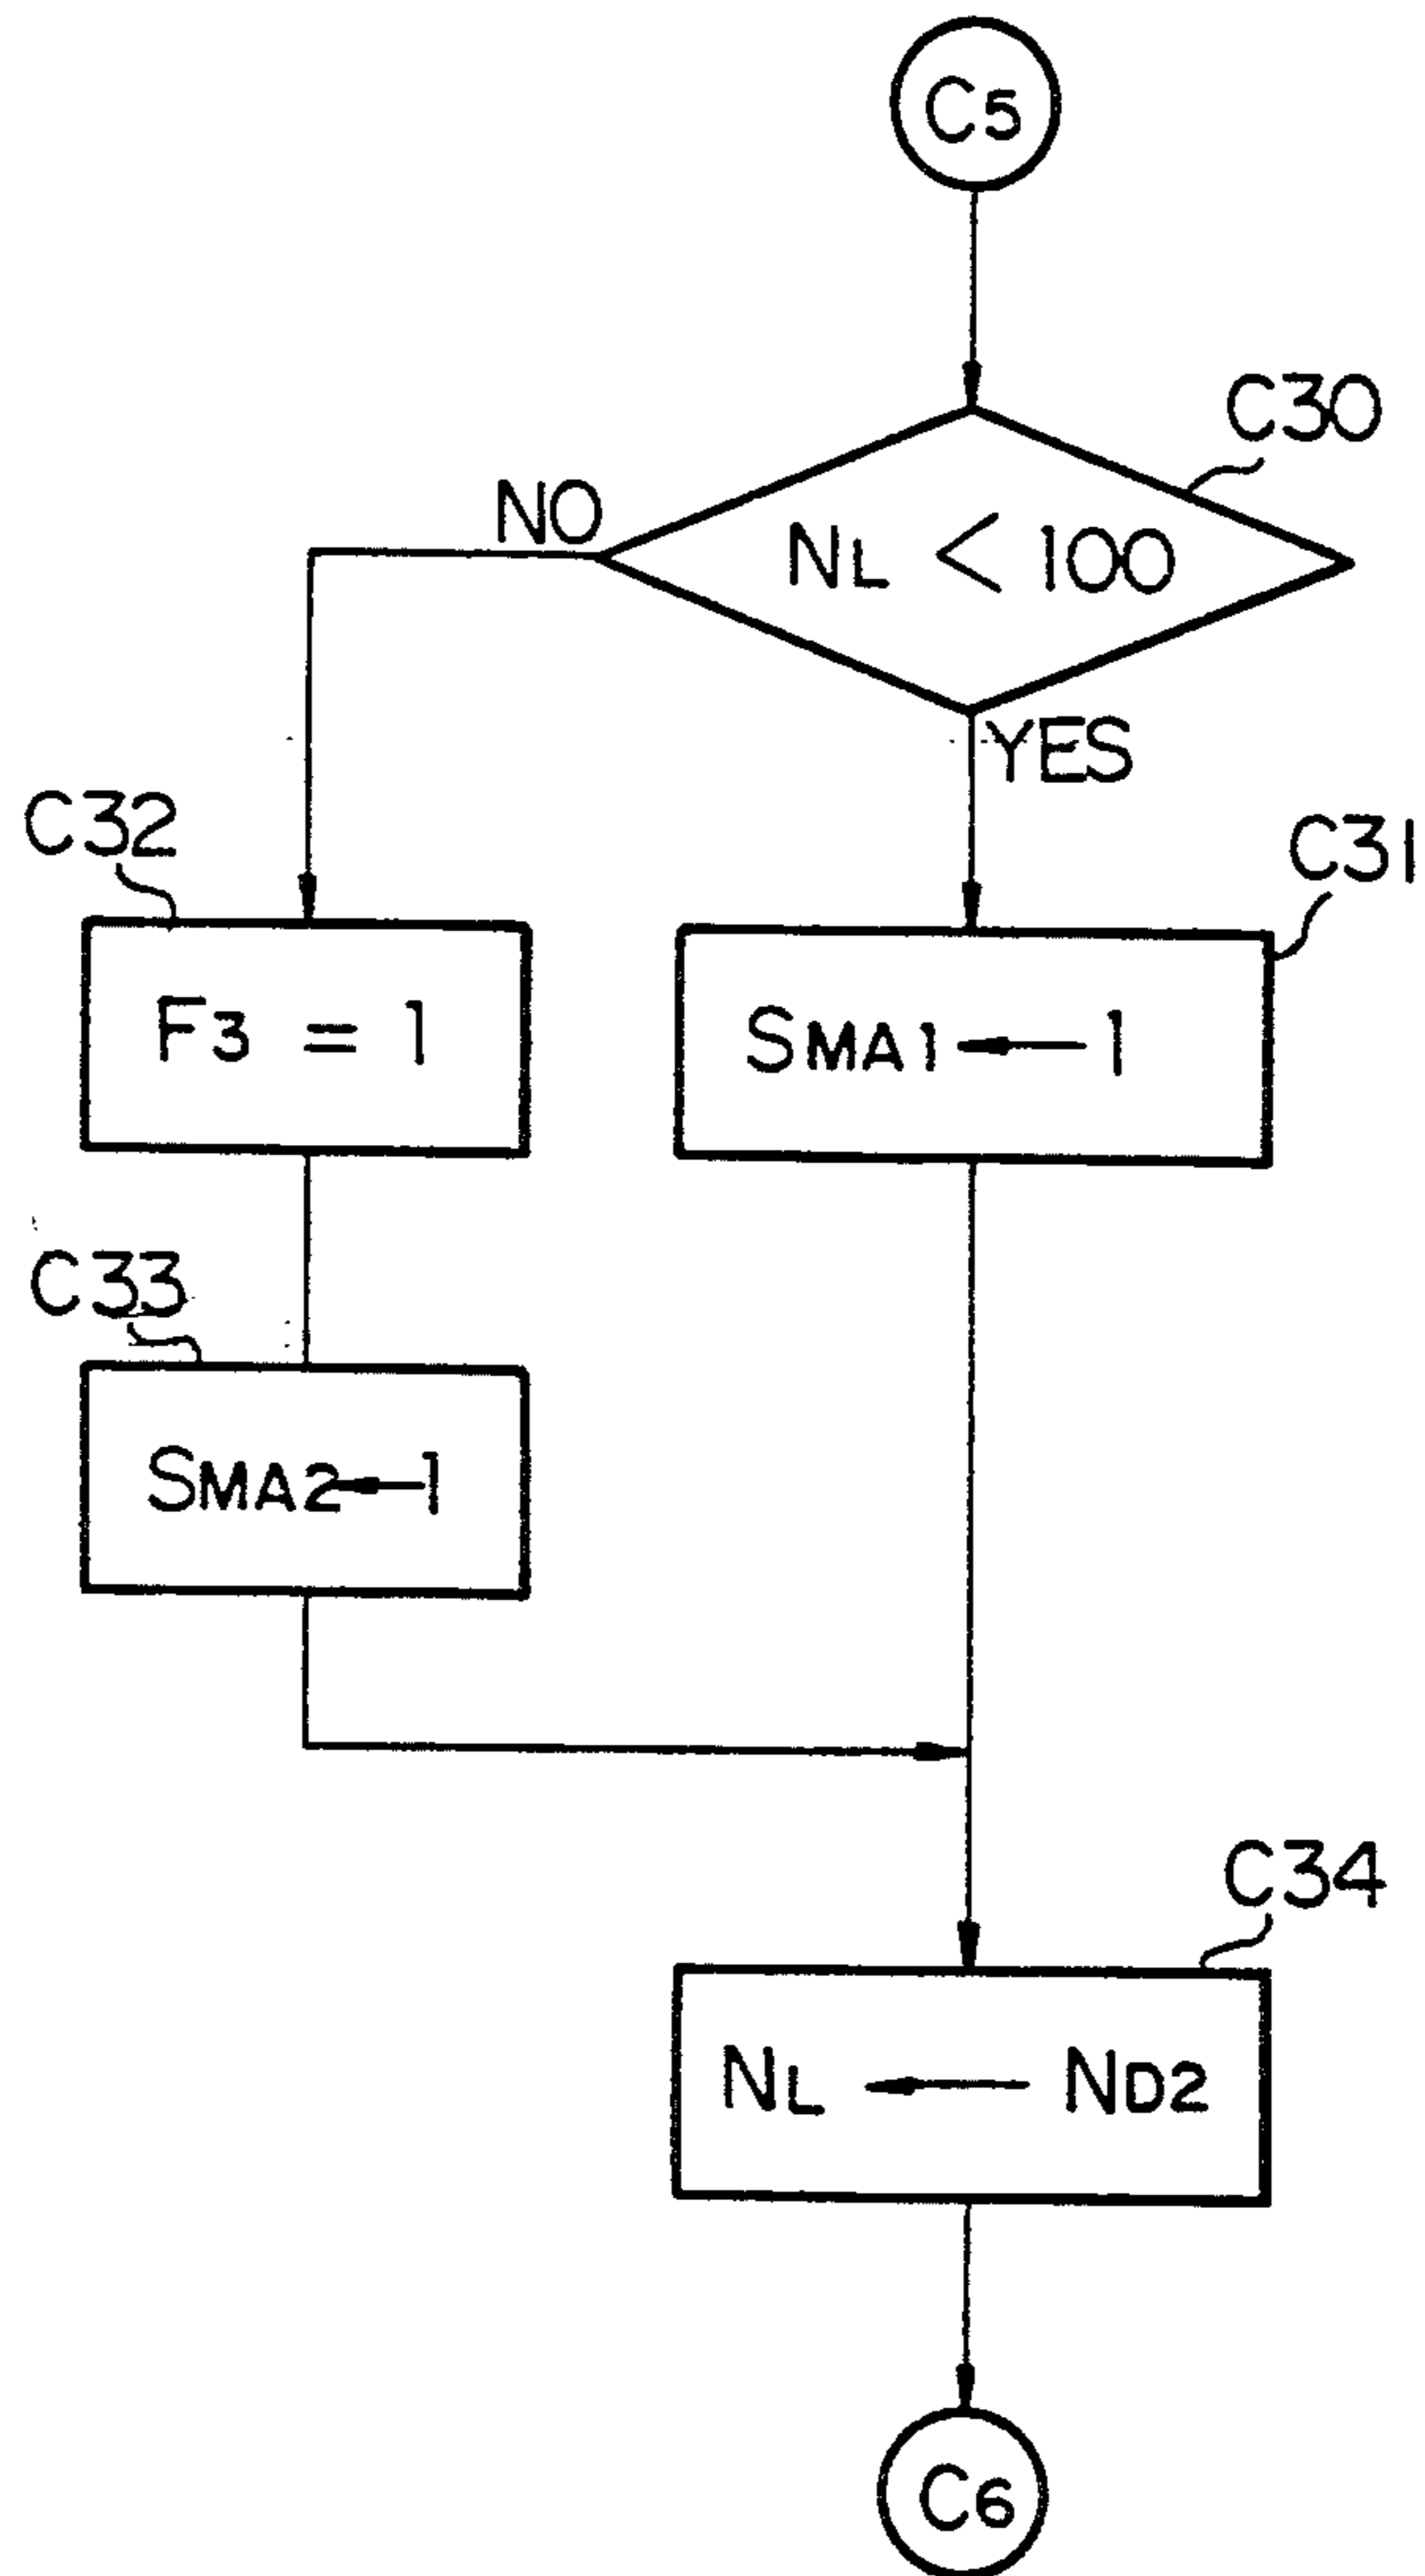 C5
C30
NO
NL < 100
YES
C32
C31
F3 = 1
SMA1 ← 1
C33
SMA2 ← 1
C34
NL ← ND2
C6